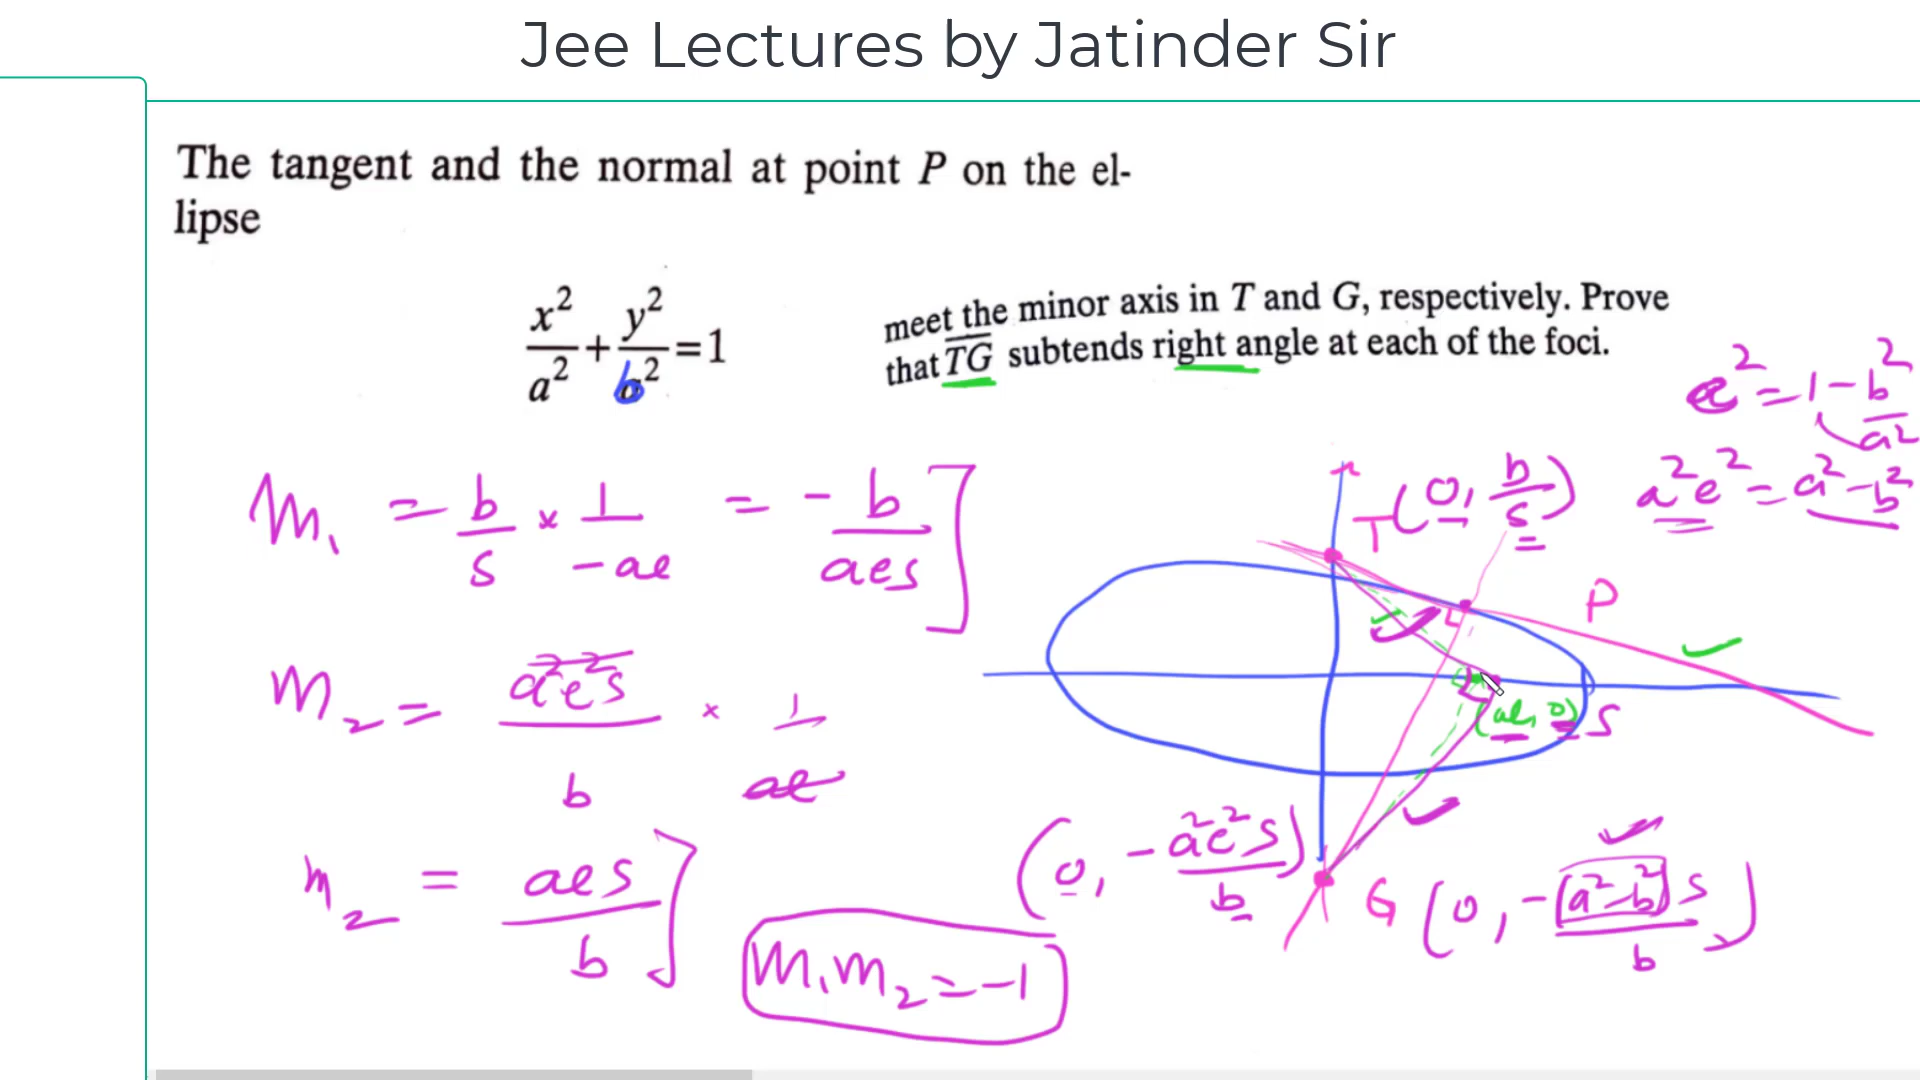 Jee Lectures by Jatinder Sir
The tangent and the normal at point P on the el-
lipse
x²/a² + y²/b² = 1
meet the minor axis in T and G, respectively. Prove
that TG subtends right angle at each of the foci.
e² = 1 - b²/a²
a²e² = a² - b²
m₁ = b/s × 1/-ae = -b/aes
T (0, b/s)
P
m₂ = a²e²s/b × 1/ae
(ae, 0) S
m₂ = aes/b
(0, -a²e²s/b)
G (0, -(a²-b²)s/b)
m₁m₂ = -1